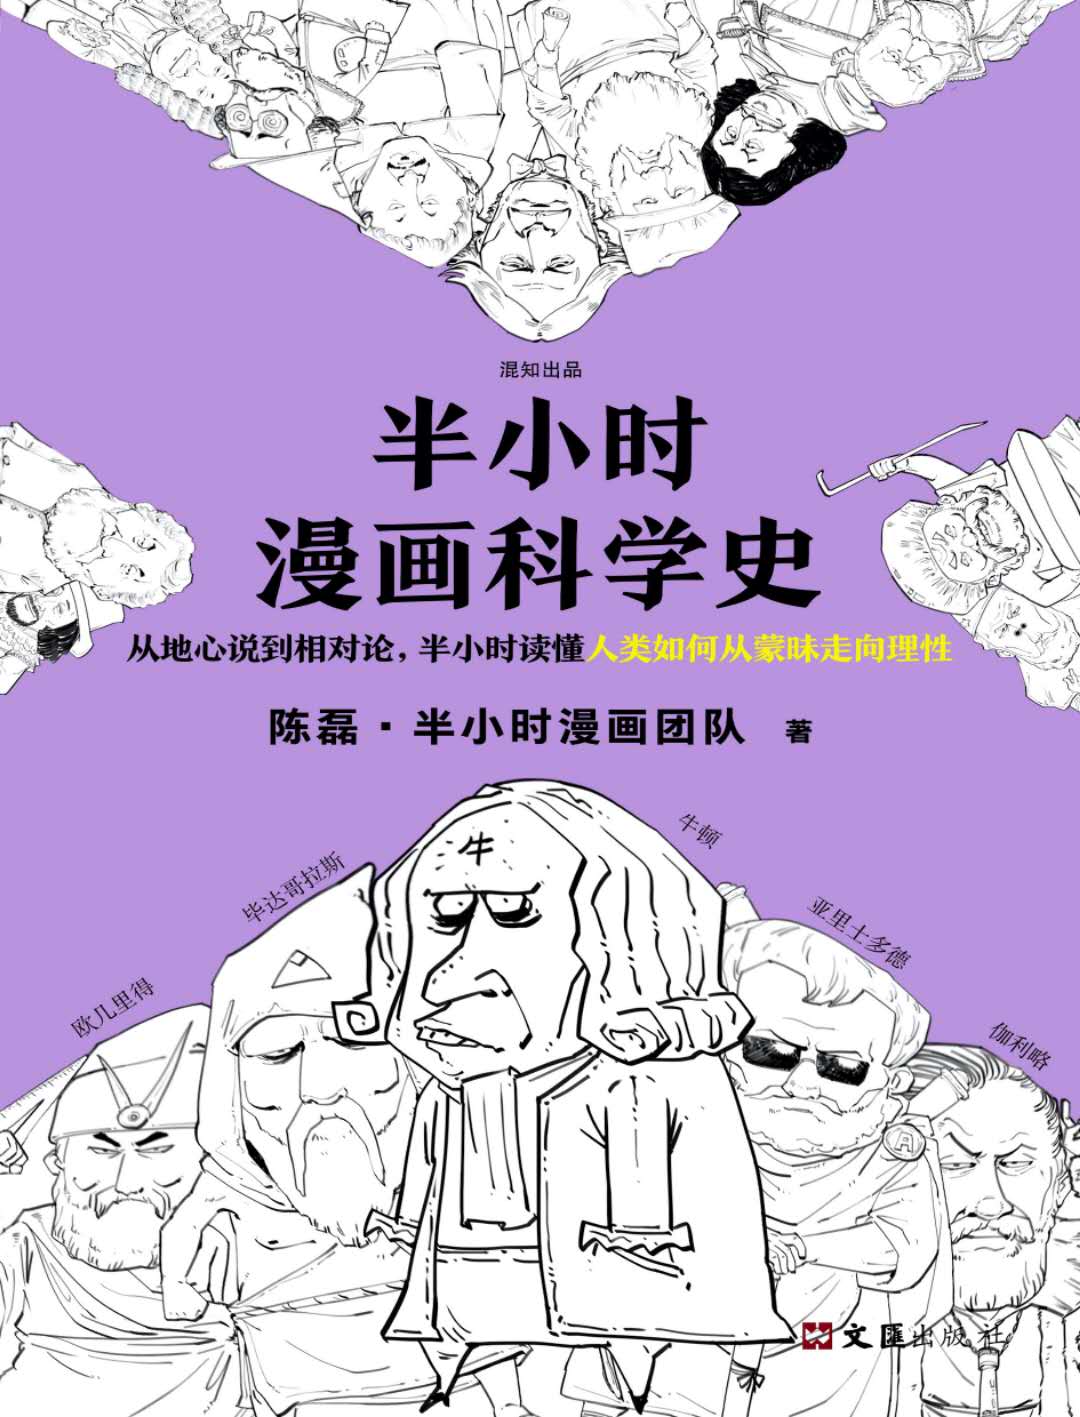 混知出品
半小时
漫画科学史
从地心说到相对论，半小时读懂人类如何从蒙昧走向理性
陈磊·半小时漫画团队 著
牛顿
毕达哥拉斯
亚里士多德
欧几里得
伽利略
牛
A
文匯出版社